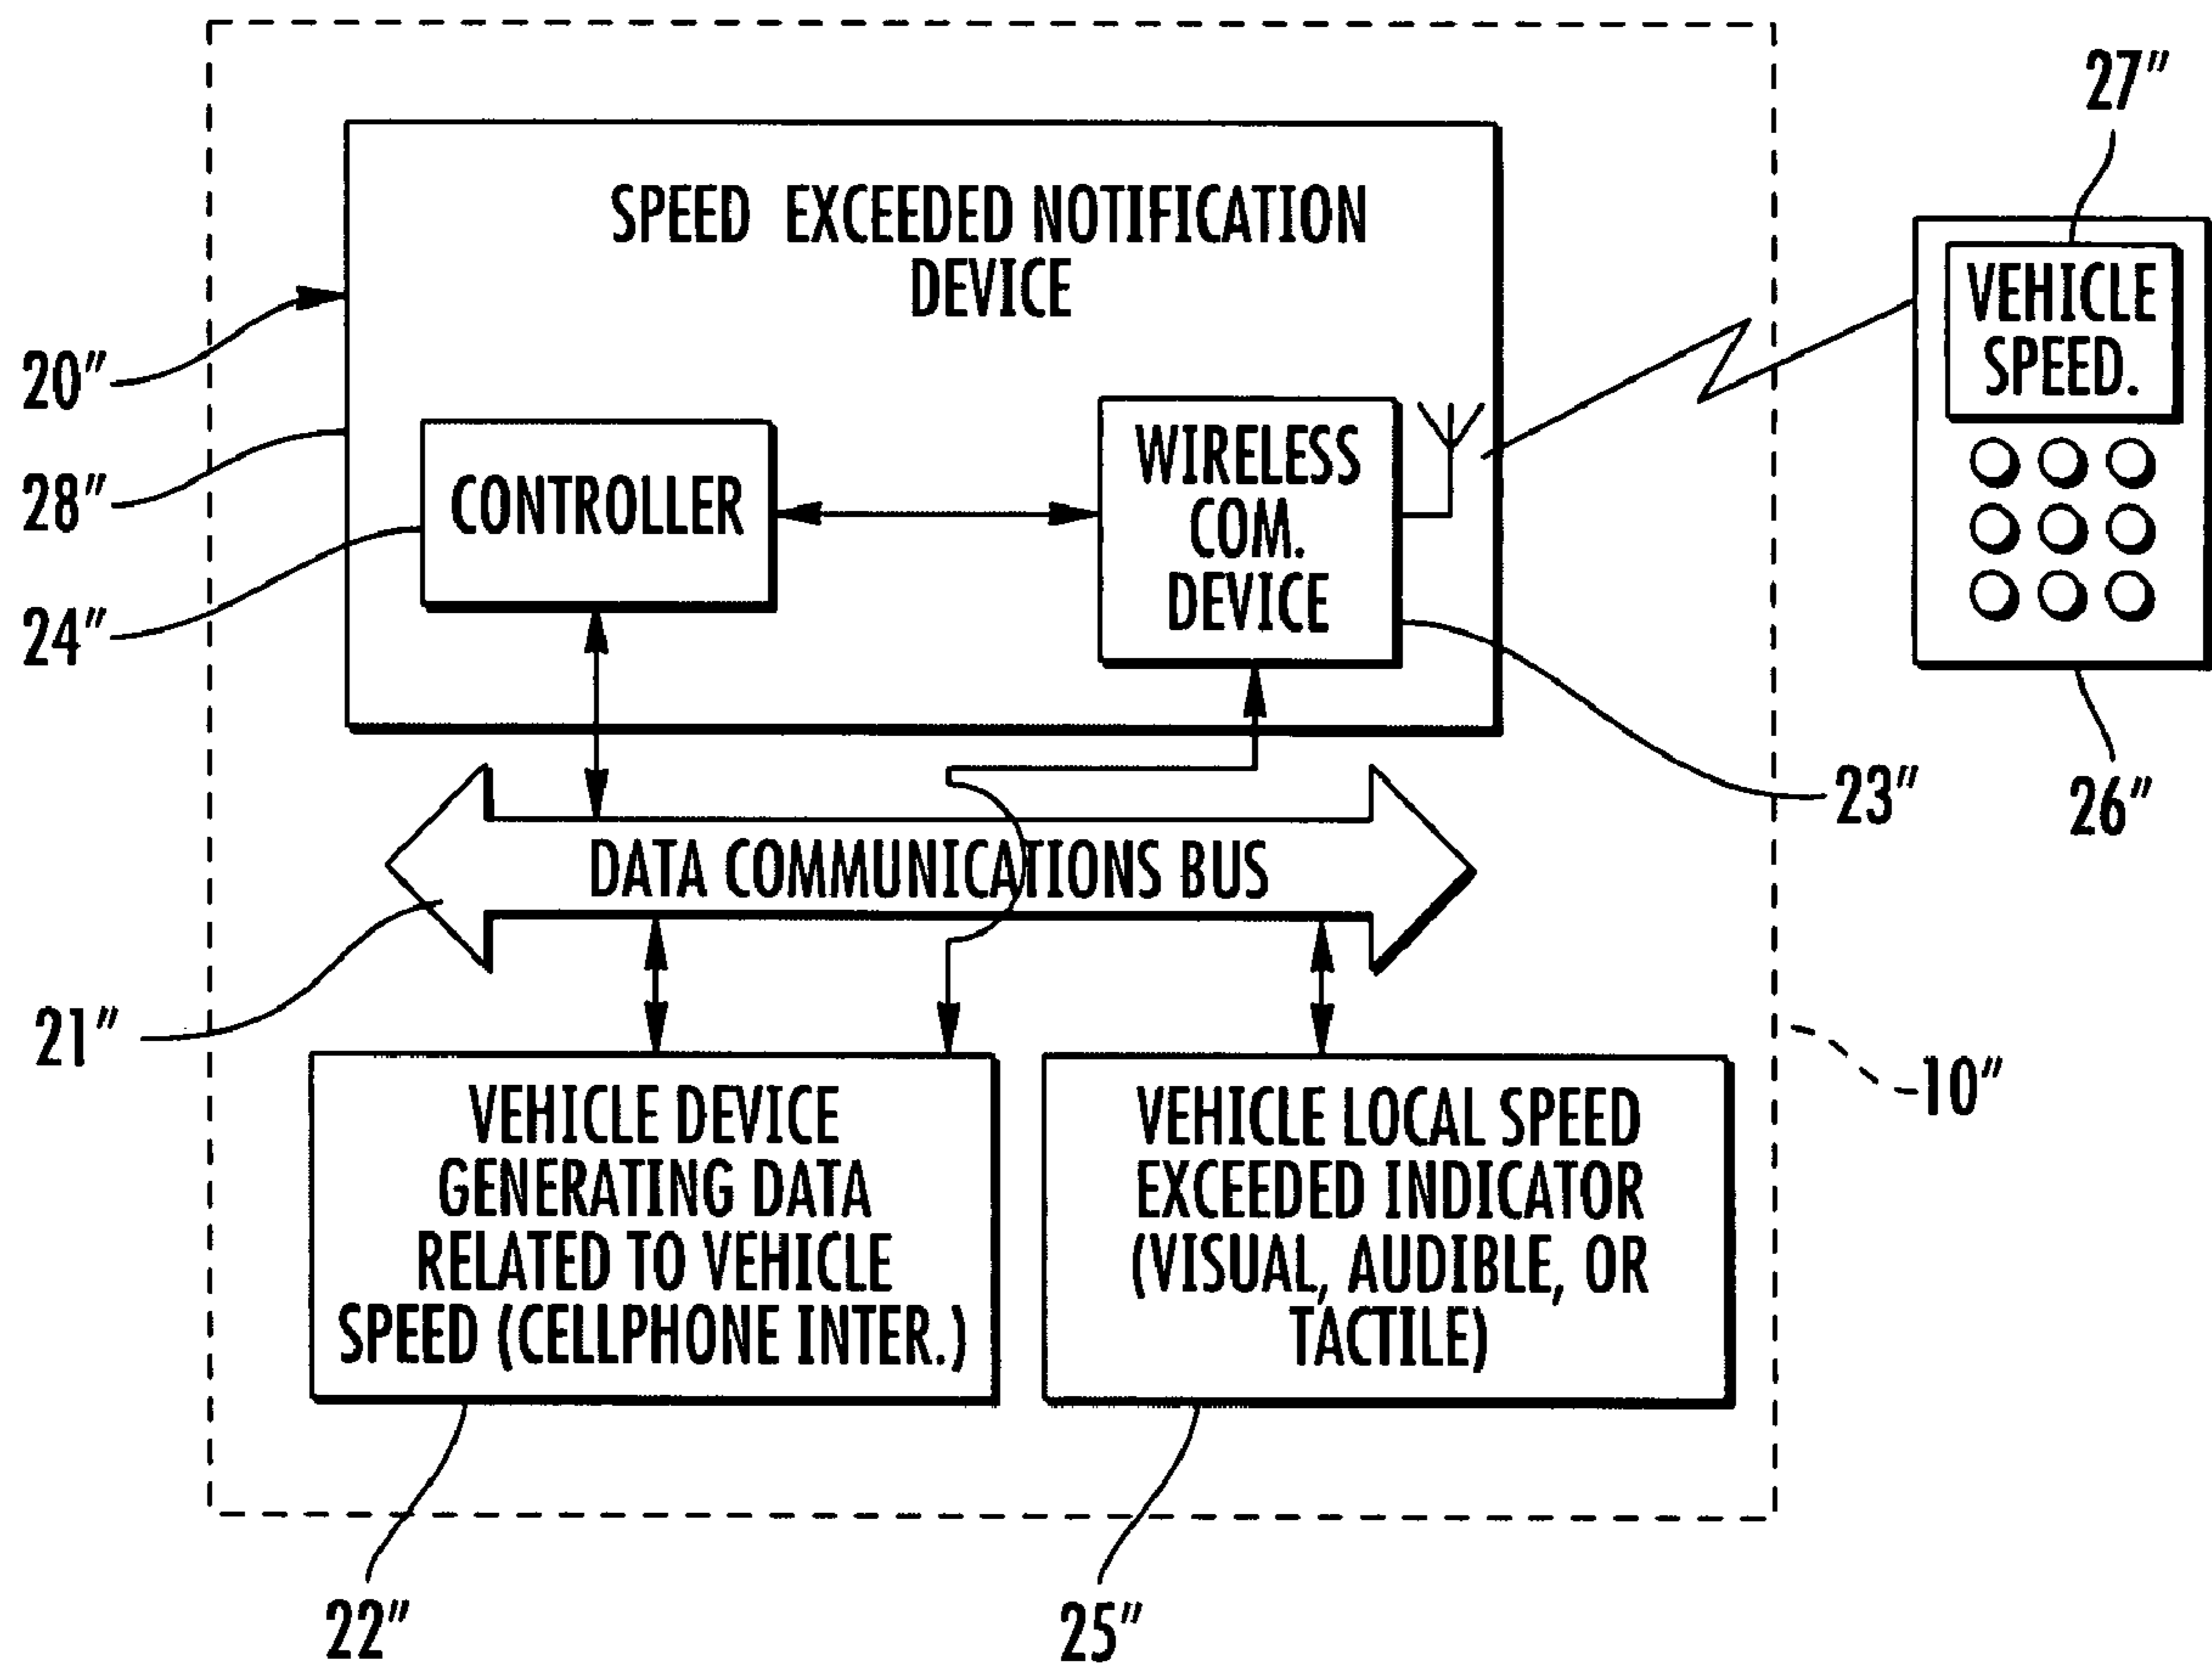 27″
SPEED EXCEEDED NOTIFICATION
DEVICE
VEHICLE
SPEED.
20″
28″
CONTROLLER
WIRELESS
COM.
DEVICE
24″
23″
26″
DATA COMMUNICATIONS BUS
21″
10″
VEHICLE DEVICE
GENERATING DATA
RELATED TO VEHICLE
SPEED (CELLPHONE INTER.)
VEHICLE LOCAL SPEED
EXCEEDED INDICATOR
(VISUAL, AUDIBLE, OR
TACTILE)
22″
25″